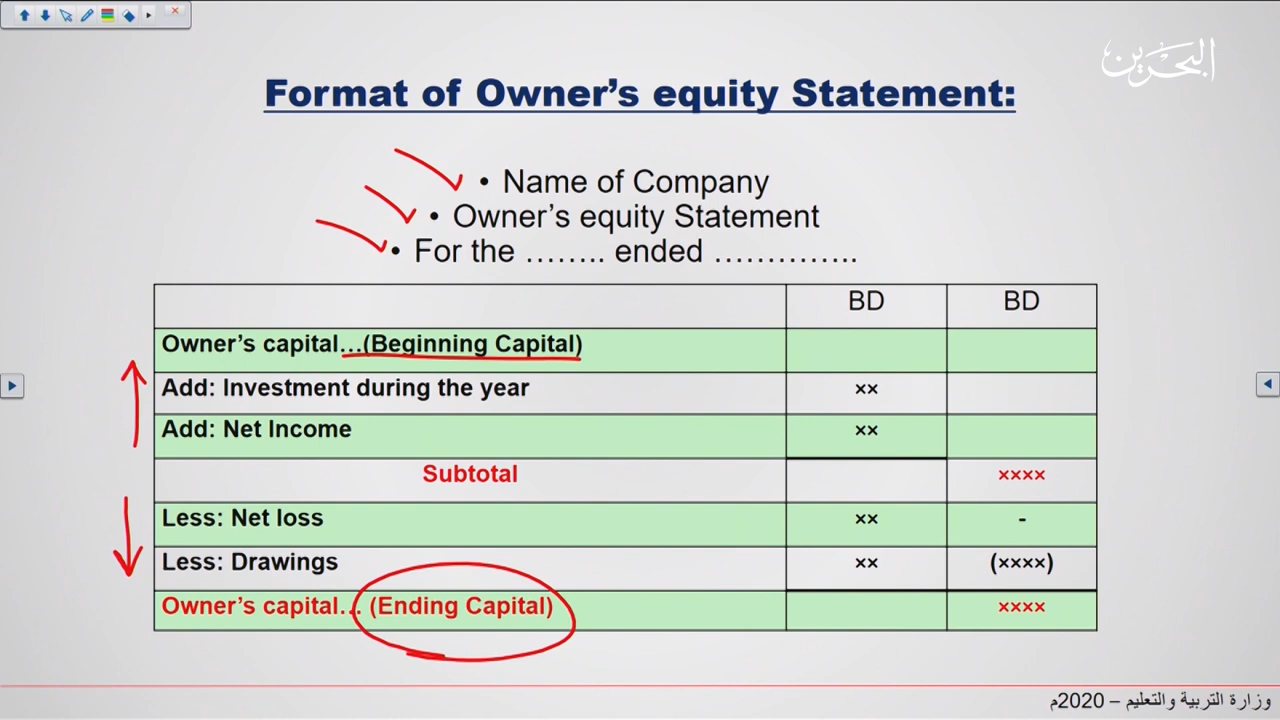 البحرين
Format of Owner's equity Statement:
• Name of Company
• Owner's equity Statement
• For the …….. ended …………..
BD BD
Owner's capital…(Beginning Capital)
Add: Investment during the year ××
Add: Net Income ××
Subtotal ××××
Less: Net loss ×× -
Less: Drawings ×× (××××)
Owner's capital… (Ending Capital) ××××
وزارة التربية والتعليم – 2020م